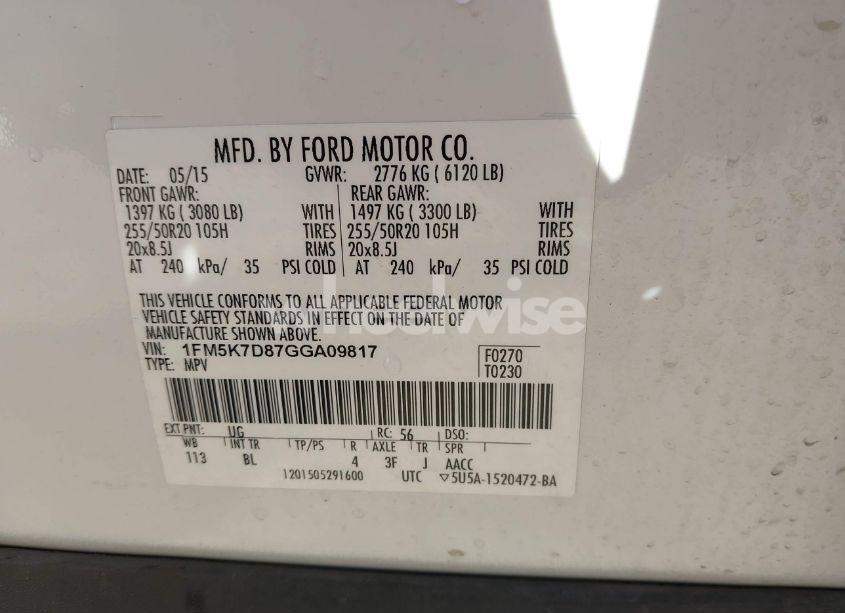 MFD. BY FORD MOTOR CO.
DATE: 05/15 GVWR: 2776 KG ( 6120 LB)
FRONT GAWR: REAR GAWR:
1397 KG ( 3080 LB) WITH 1497 KG ( 3300 LB) WITH
255/50R20 105H TIRES 255/50R20 105H TIRES
20x8.5J RIMS 20x8.5J RIMS
AT 240 kPa/ 35 PSI COLD AT 240 kPa/ 35 PSI COLD
THIS VEHICLE CONFORMS TO ALL APPLICABLE FEDERAL MOTOR
VEHICLE SAFETY STANDARDS IN EFFECT ON THE DATE OF
MANUFACTURE SHOWN ABOVE.
wheelwise
VIN: 1FM5K7D87GGA09817 F0270
TYPE: MPV T0230
EXT PNT: UG RC: 56 DSO:
WB INT TR TP/PS R AXLE TR SPR
113 BL 4 3F J AACC
1201505291600 UTC ▽5U5A-1520472-BA